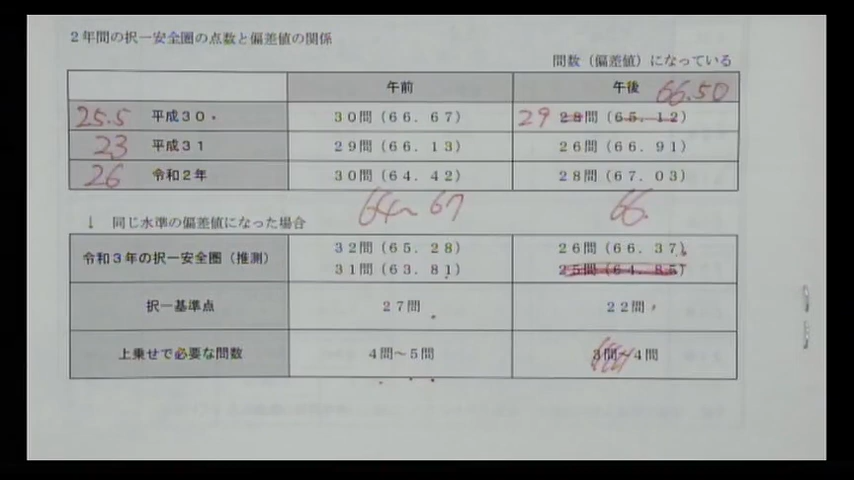 2年間の択一安全圏の点数と偏差値の関係
問数(偏差値)になっている
午前 午後 66.50
25.5 平成30 30問(66.67) 29 28問(65.12)
23 平成31 29問(66.13) 26問(66.91)
26 令和2年 30問(64.42) 28問(67.03)
64~67 66.
↓ 同じ水準の偏差値になった場合
令和3年の択一安全圏(推測) 32問(65.28) 26問(66.37)
31問(63.81) 25問(64.85)
択一基準点 27問 22問
上乗せで必要な問数 4問～5問 3問～4問